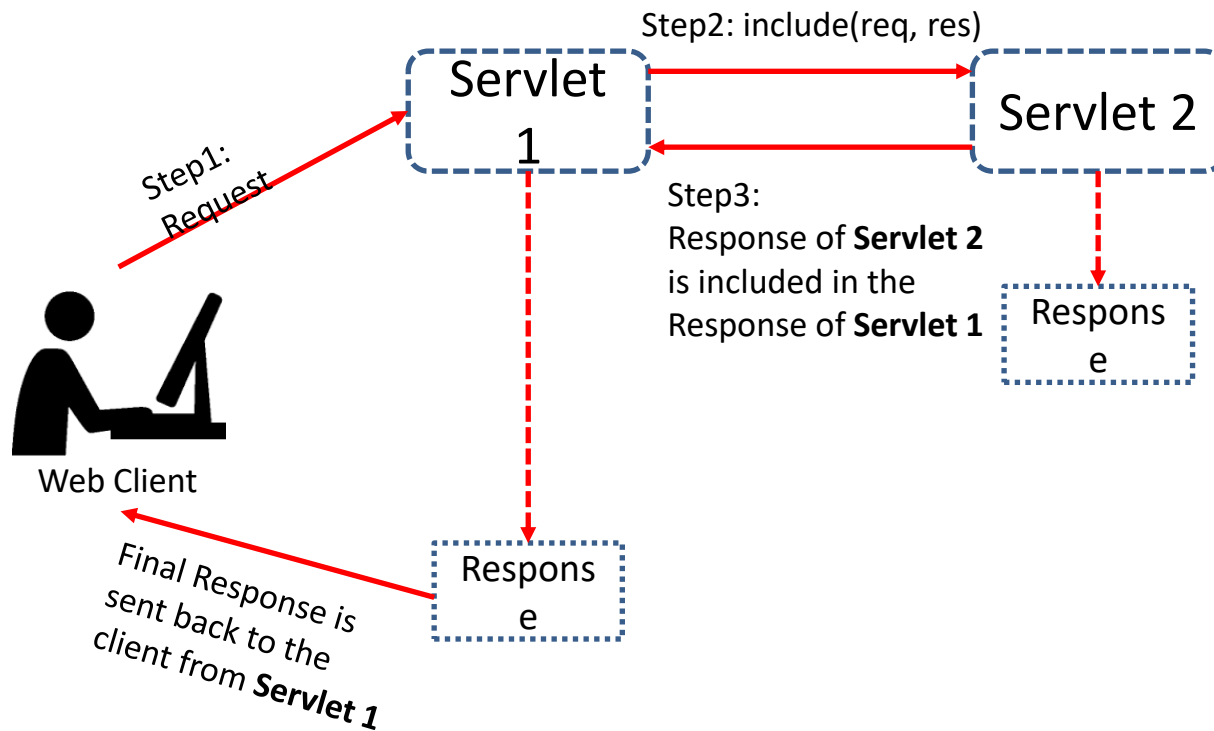 Step2: include(req, res)
Servlet
1
Servlet 2
Step1:
Request
Step3:
Response of Servlet 2
is included in the
Response of Servlet 1
Respons
e
Web Client
Respons
e
Final Response is
sent back to the
client from Servlet 1